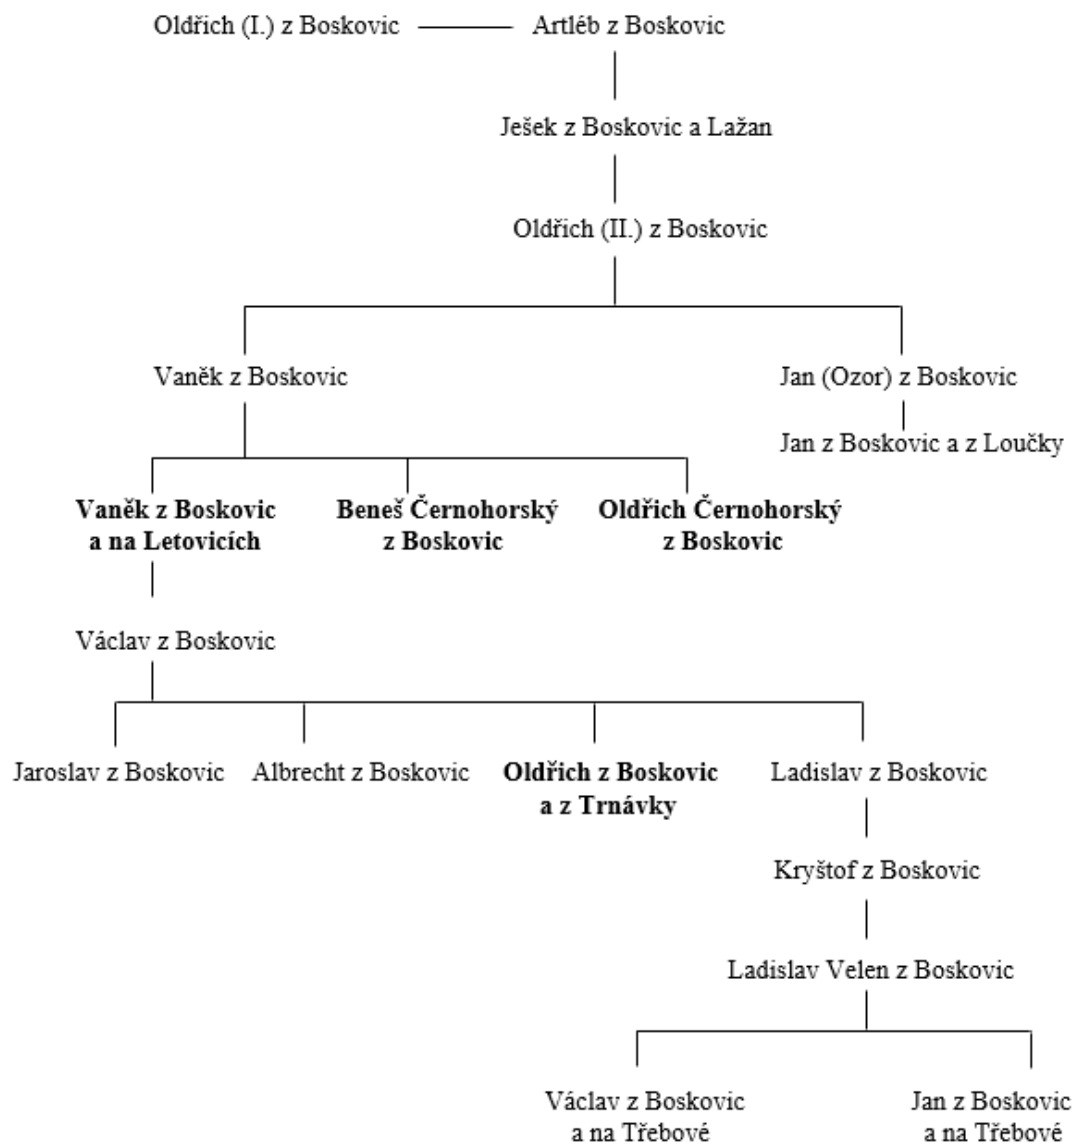 Oldřich (I.) z Boskovic
Artléb z Boskovic
Ješek z Boskovic a Lažan
Oldřich (II.) z Boskovic
Vaněk z Boskovic
Jan (Ozor) z Boskovic
Jan z Boskovic a z Loučky
Vaněk z Boskovic
a na Letovicích
Beneš Černohorský
z Boskovic
Oldřich Černohorský
z Boskovic
Václav z Boskovic
Jaroslav z Boskovic
Albrecht z Boskovic
Oldřich z Boskovic
a z Trnávky
Ladislav z Boskovic
Kryštof z Boskovic
Ladislav Velen z Boskovic
Václav z Boskovic
a na Třebové
Jan z Boskovic
a na Třebové